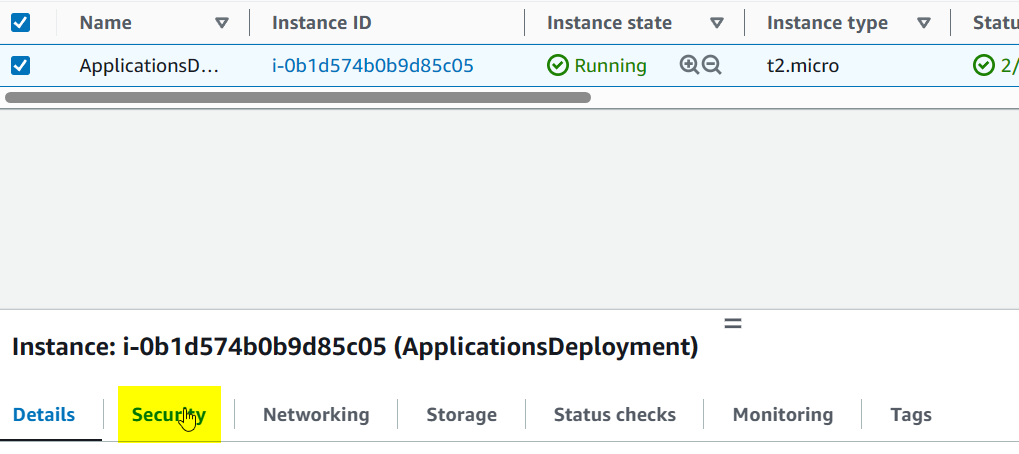 Name Instance ID Instance state Instance type Statu
ApplicationsD... i-0b1d574b0b9d85c05 Running t2.micro 2/
Instance: i-0b1d574b0b9d85c05 (ApplicationsDeployment)
Details Security Networking Storage Status checks Monitoring Tags